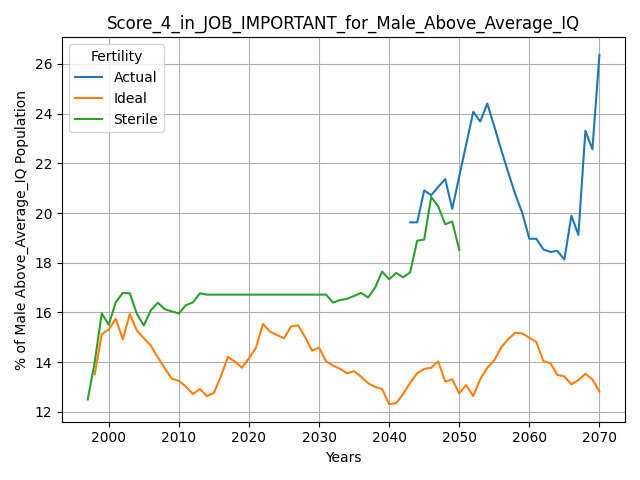 Score_4_in_JOB_IMPORTANT_for_Male_Above_Average_IQ
% of Male Above_Average_IQ Population
Fertility
Actual
Ideal
Sterile
26
24
22
20
18
16
14
12
2000 2010 2020 2030 2040 2050 2060 2070
Years